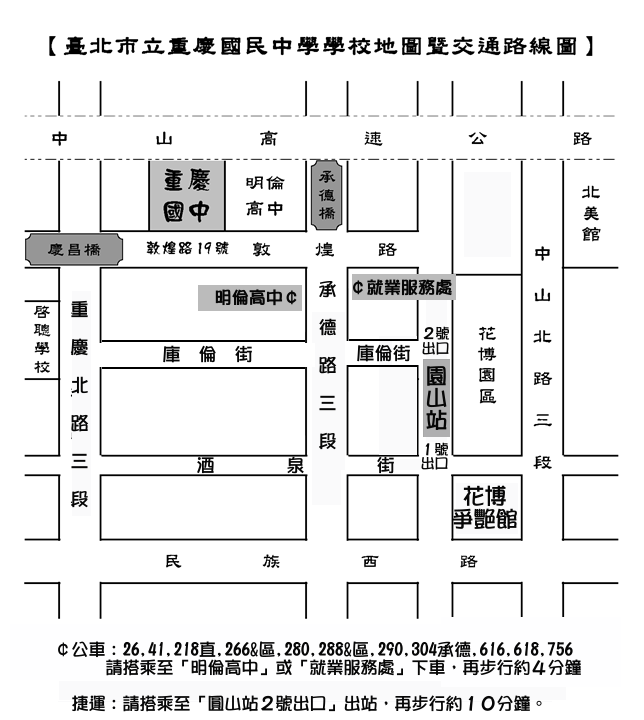 【臺北市立重慶國民中學學校地圖暨交通路線圖】
中 山 高 速 公 路
重慶
國中
明倫
高中
承德橋
北美館
慶昌橋
敦煌路19號
敦 煌 路
明倫高中¢
¢就業服務處
啓聰學校
重慶北路三段
承德路三段
中山北路三段
2號
出口
花博園區
庫倫街
庫倫街
圓山站
1號
出口
酒 泉 街
花博
爭艷館
民 族 西 路
¢公車：26,41,218直,266&區,280,288&區,290,304承德,616,618,756
請搭乘至「明倫高中」或「就業服務處」下車，再步行約4分鐘
捷運：請搭乘至「圓山站2號出口」出站，再步行約10分鐘。